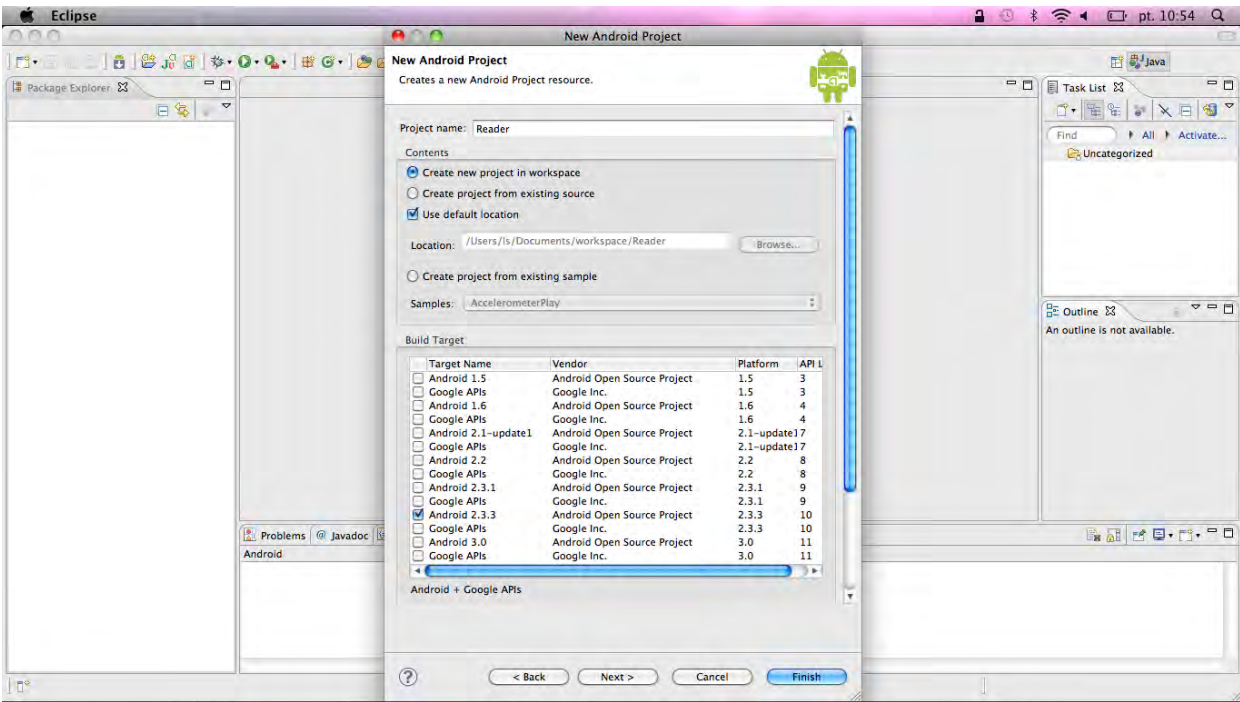 Eclipse
pt. 10:54
New Android Project
Java
Package Explorer
New Android Project
Creates a new Android Project resource.
Project name: Reader
Contents
Create new project in workspace
Create project from existing source
Use default location
Location: /Users/ls/Documents/workspace/Reader Browse...
Create project from existing sample
Samples: AccelerometerPlay
Build Target
Target Name Vendor Platform API L
Android 1.5 Android Open Source Project 1.5 3
Google APIs Google Inc. 1.5 3
Android 1.6 Android Open Source Project 1.6 4
Google APIs Google Inc. 1.6 4
Android 2.1-update1 Android Open Source Project 2.1-update1 7
Google APIs Google Inc. 2.1-update1 7
Android 2.2 Android Open Source Project 2.2 8
Google APIs Google Inc. 2.2 8
Android 2.3.1 Android Open Source Project 2.3.1 9
Google APIs Google Inc. 2.3.1 9
Android 2.3.3 Android Open Source Project 2.3.3 10
Google APIs Google Inc. 2.3.3 10
Android 3.0 Android Open Source Project 3.0 11
Google APIs Google Inc. 3.0 11
Android + Google APIs
< Back Next > Cancel Finish
Task List
Find All Activate...
Uncategorized
Outline
An outline is not available.
Problems @ Javadoc
Android